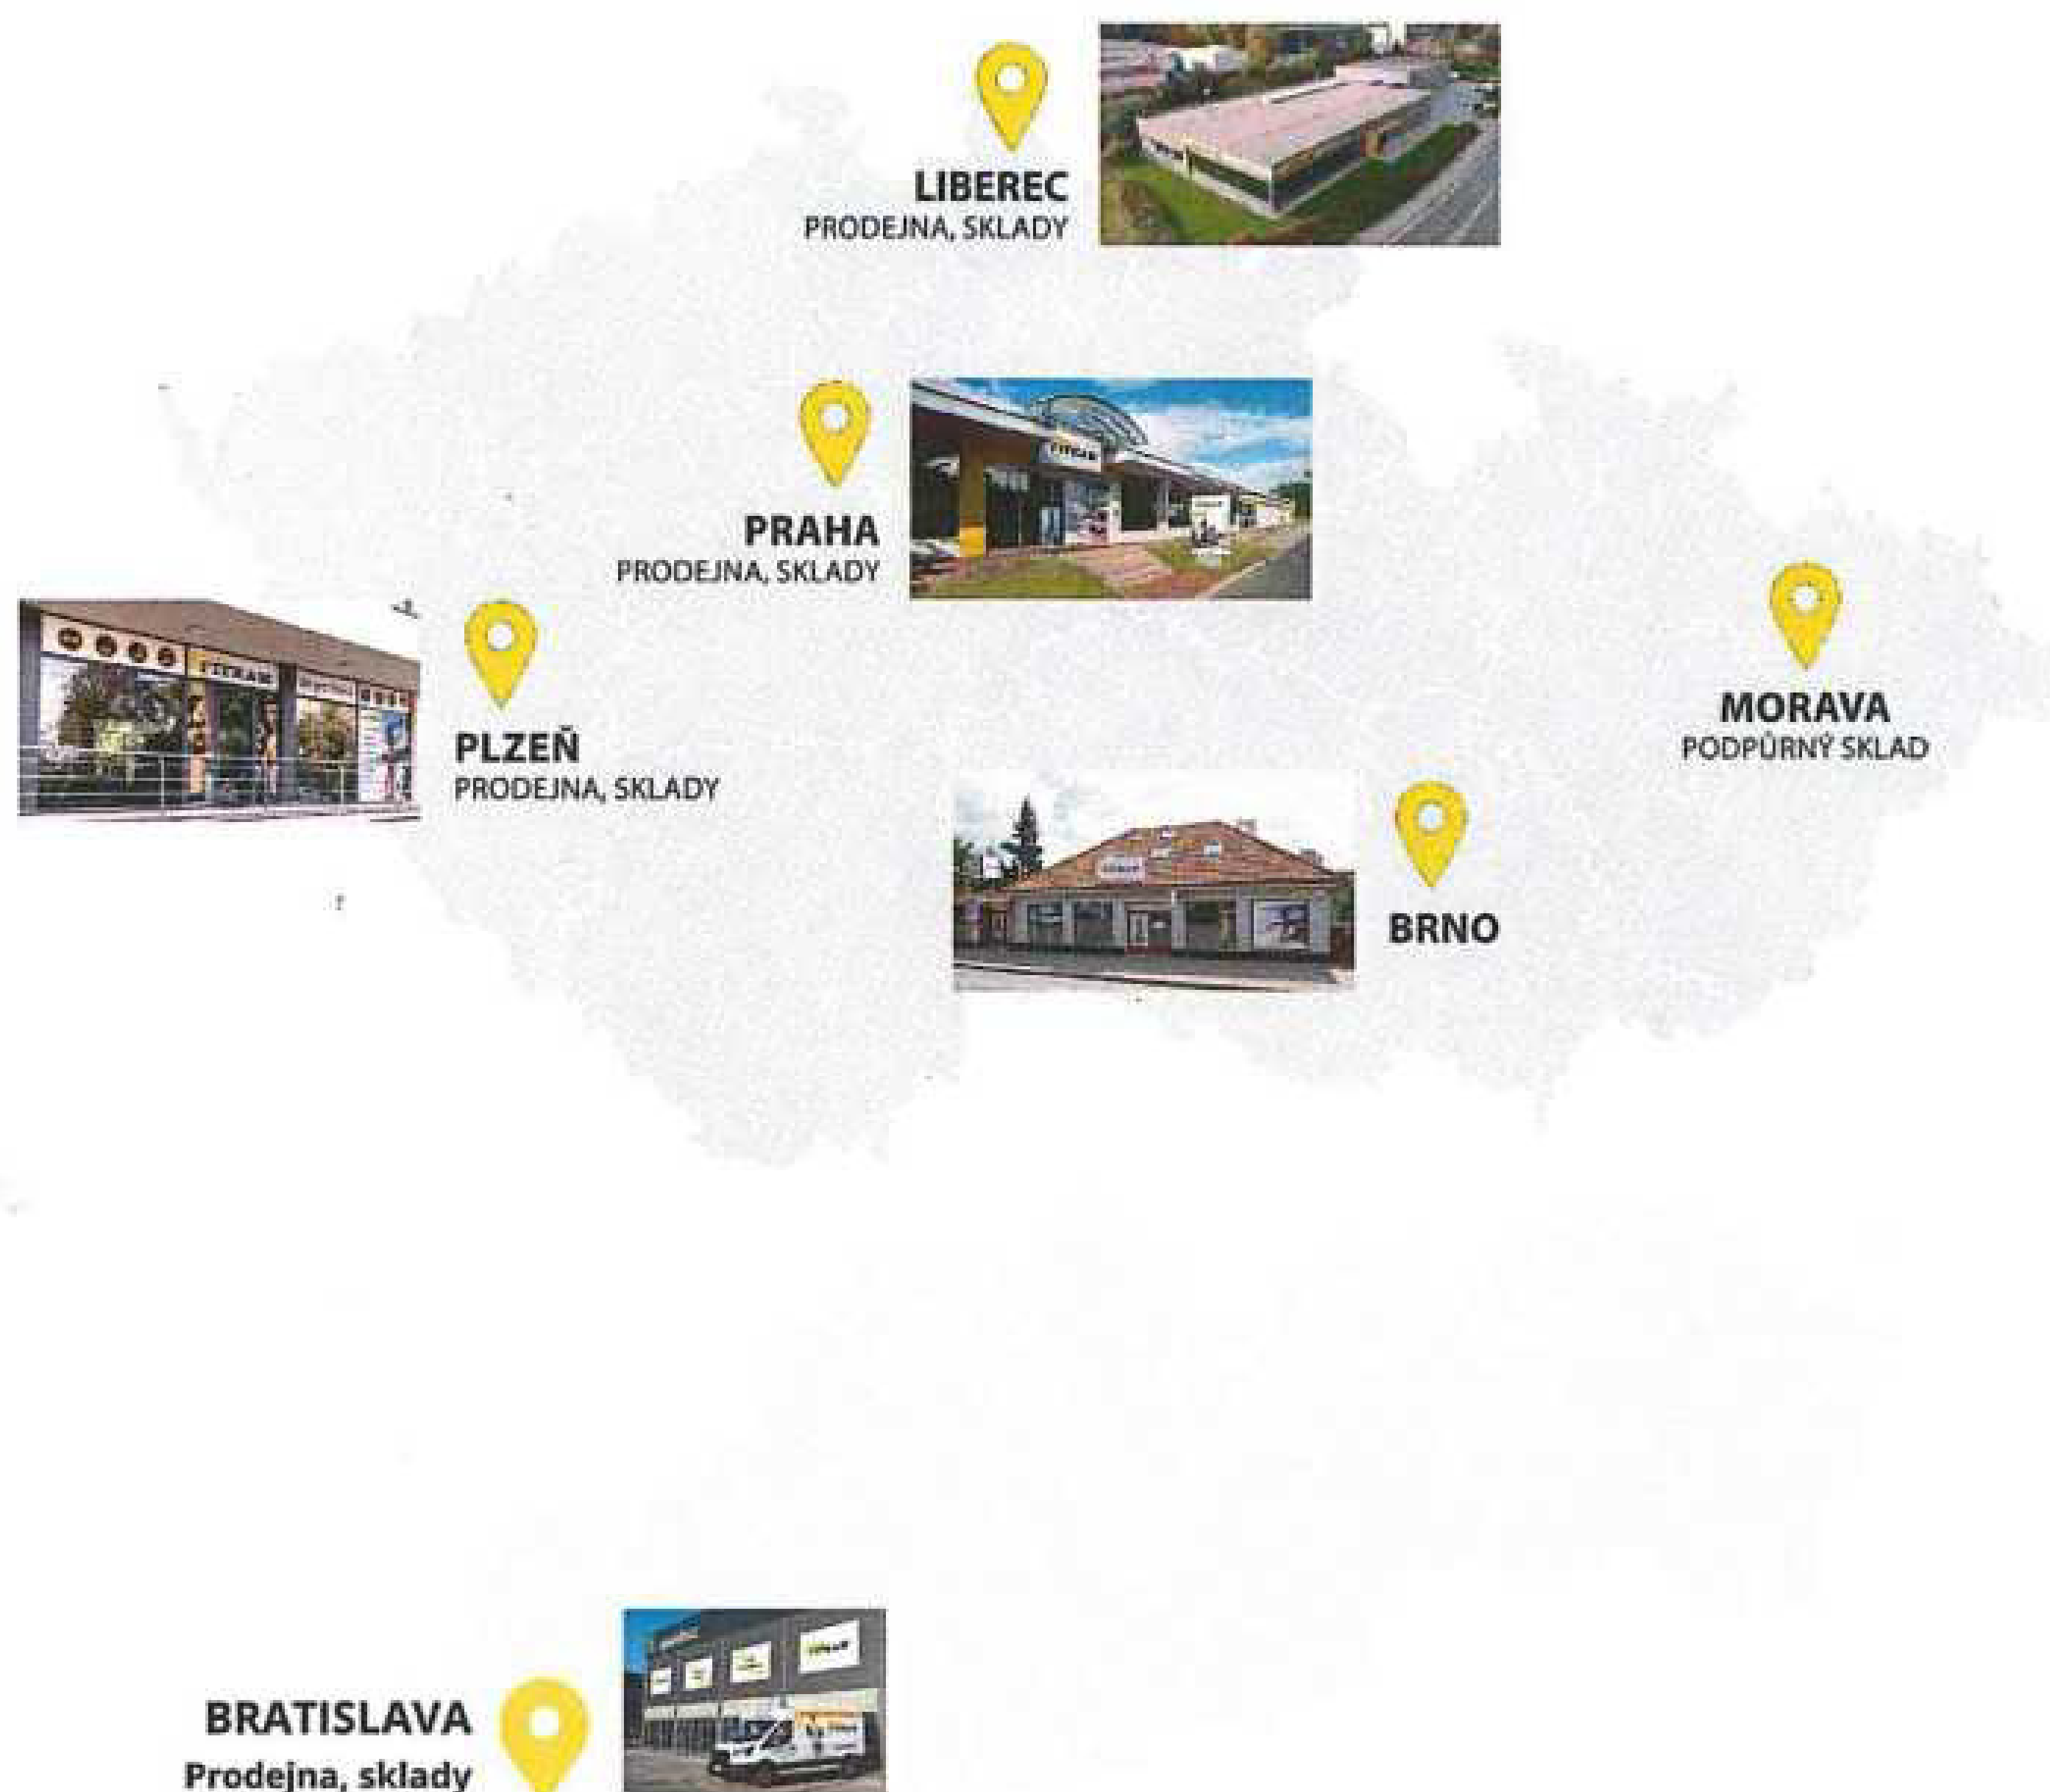 LIBEREC
PRODEJNA, SKLADY
PRAHA
PRODEJNA, SKLADY
PLZEŇ
PRODEJNA, SKLADY
MORAVA
PODPŮRNÝ SKLAD
BRNO
BRATISLAVA
Prodejna, sklady